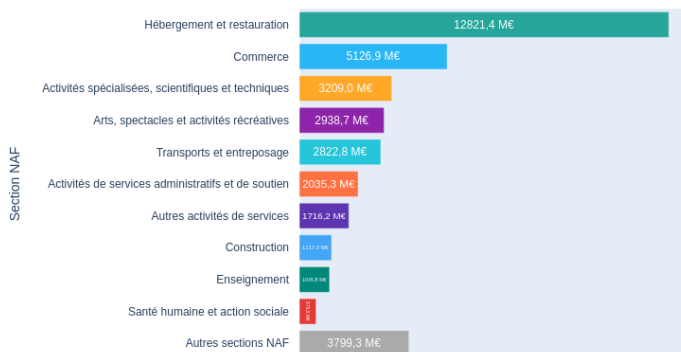 Section NAF
Hébergement et restauration 12821,4 M€
Commerce 5126,9 M€
Activités spécialisées, scientifiques et techniques 3209,0 M€
Arts, spectacles et activités récréatives 2938,7 M€
Transports et entreposage 2822,8 M€
Activités de services administratifs et de soutien 2035,3 M€
Autres activités de services 1716,2 M€
Construction
Enseignement
Santé humaine et action sociale
Autres sections NAF 3799,3 M€